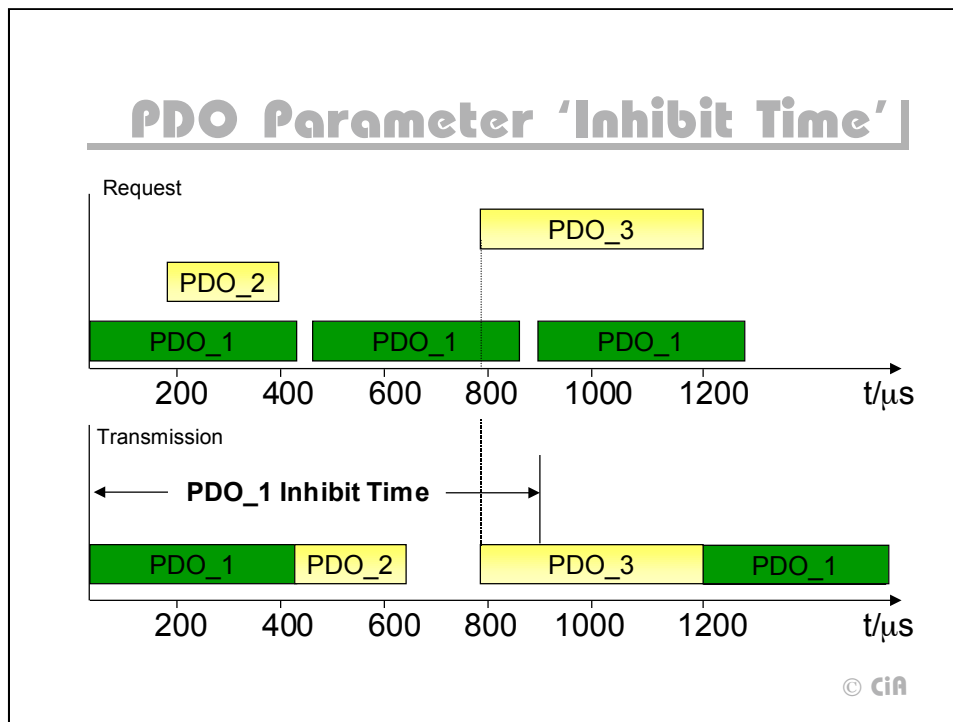 PDO Parameter ‘Inhibit Time’
Request
PDO_3
PDO_2
PDO_1 PDO_1 PDO_1
200 400 600 800 1000 1200 t/µs
Transmission
PDO_1 Inhibit Time
PDO_1 PDO_2 PDO_3 PDO_1
200 400 600 800 1000 1200 t/µs
© CiA